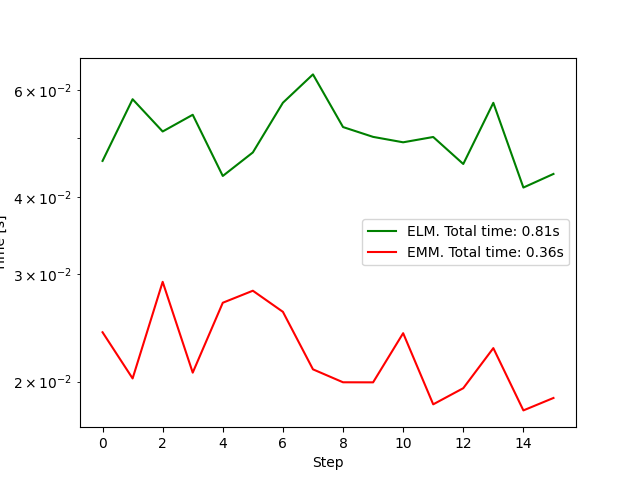 6 × 10⁻²
4 × 10⁻²
3 × 10⁻²
2 × 10⁻²
Time [s]
ELM. Total time: 0.81s
EMM. Total time: 0.36s
0 2 4 6 8 10 12 14
Step